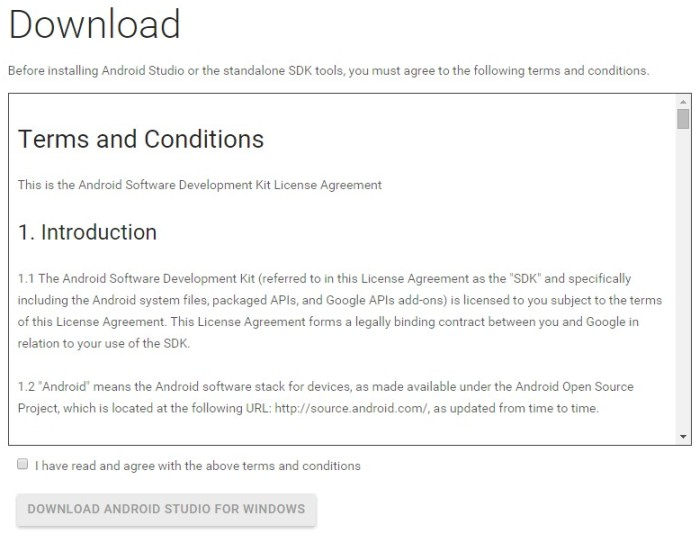 Download
Before installing Android Studio or the standalone SDK tools, you must agree to the following terms and conditions.
Terms and Conditions
This is the Android Software Development Kit License Agreement
1. Introduction
1.1 The Android Software Development Kit (referred to in this License Agreement as the "SDK" and specifically
including the Android system files, packaged APIs, and Google APIs add-ons) is licensed to you subject to the terms
of this License Agreement. This License Agreement forms a legally binding contract between you and Google in
relation to your use of the SDK.
1.2 "Android" means the Android software stack for devices, as made available under the Android Open Source
Project, which is located at the following URL: http://source.android.com/, as updated from time to time.
I have read and agree with the above terms and conditions
DOWNLOAD ANDROID STUDIO FOR WINDOWS